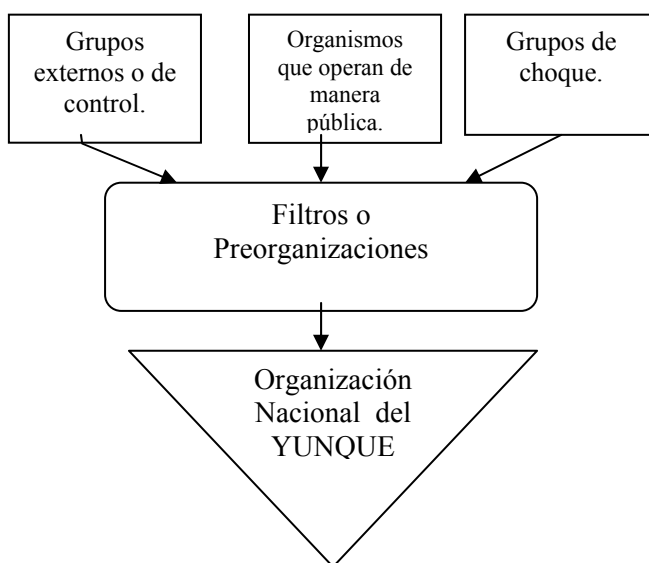 Grupos
externos o de
control.
Organismos
que operan de
manera
pública.
Grupos de
choque.
Filtros o
Preorganizaciones
Organización
Nacional del
YUNQUE